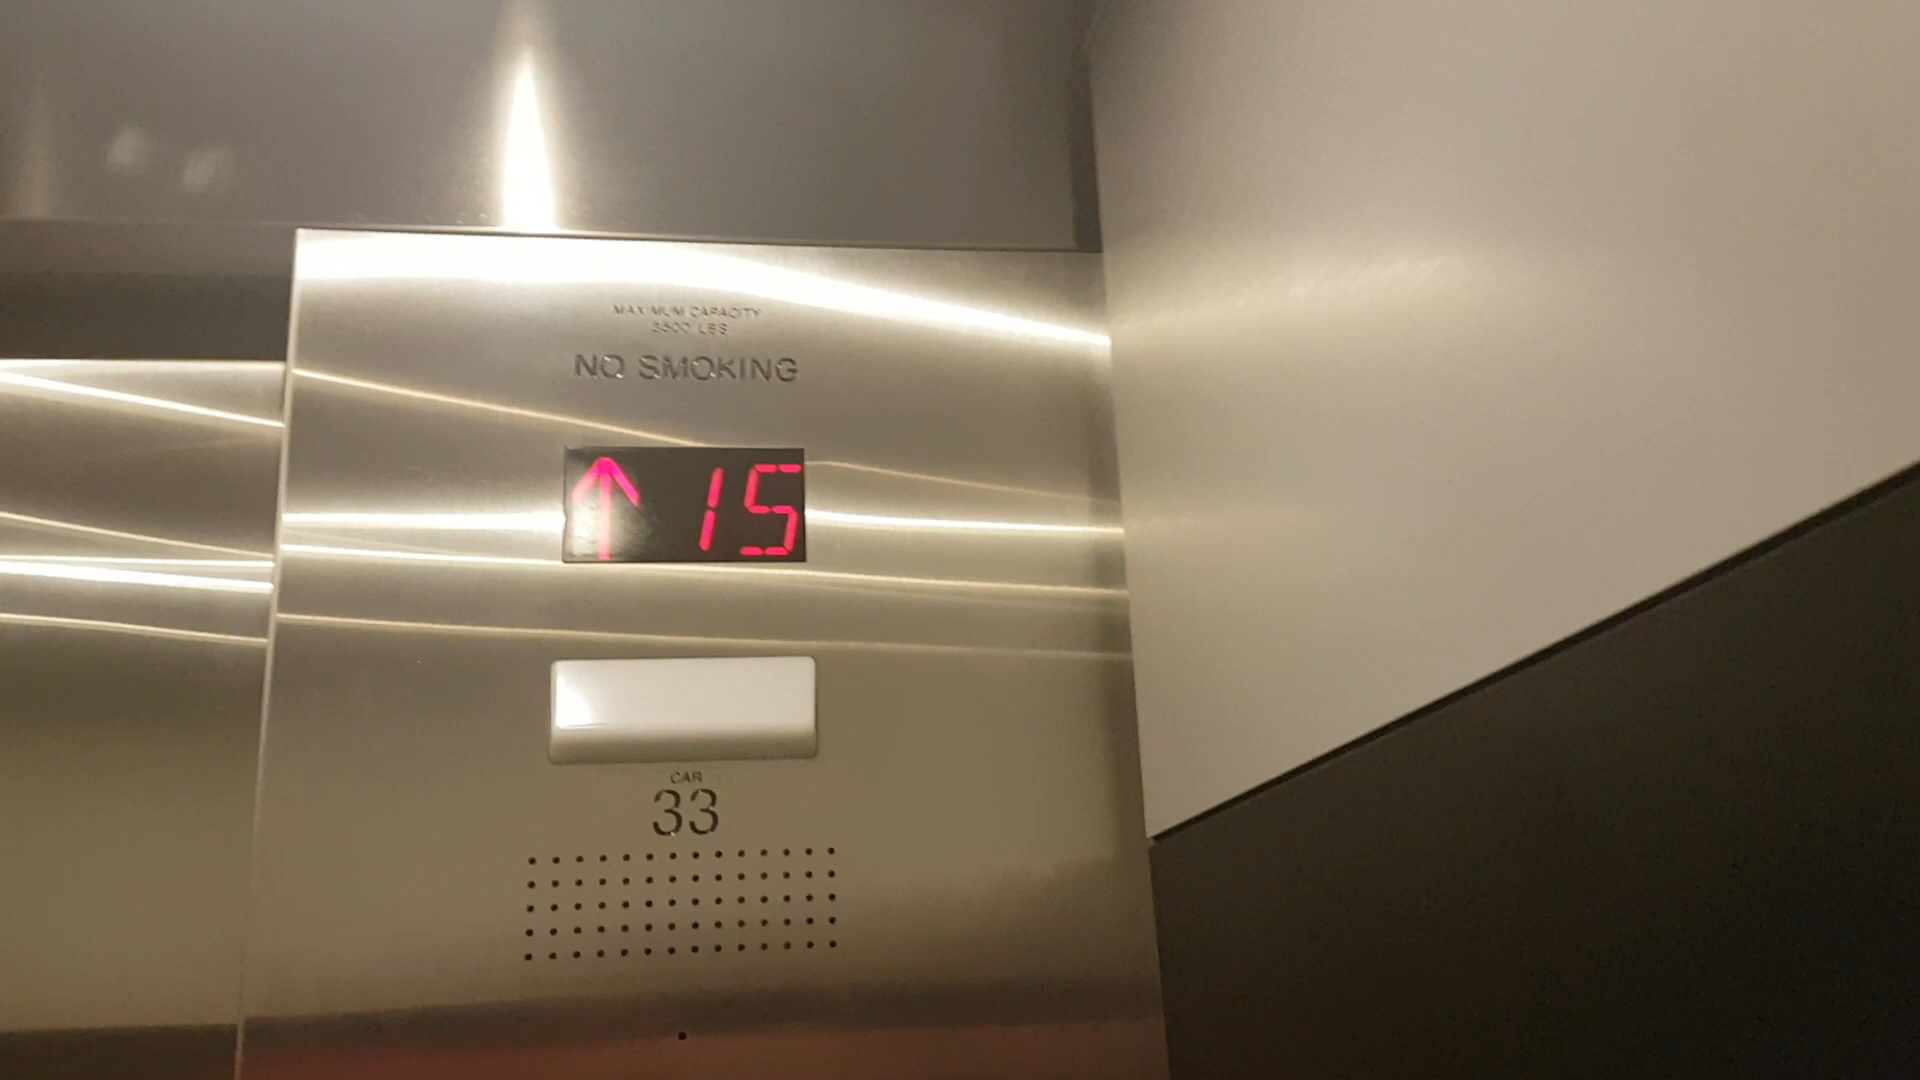 MAXIMUM CAPACITY
3500 LBS
NO SMOKING
↑ 15
CAR
33